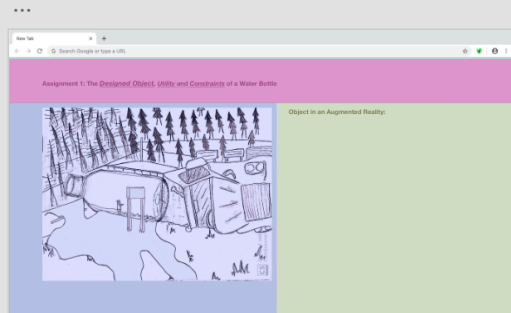 New Tab
Search Google or type a URL
Assignment 1: The Designed Object, Utility and Constraints of a Water Bottle
Object in an Augmented Reality: